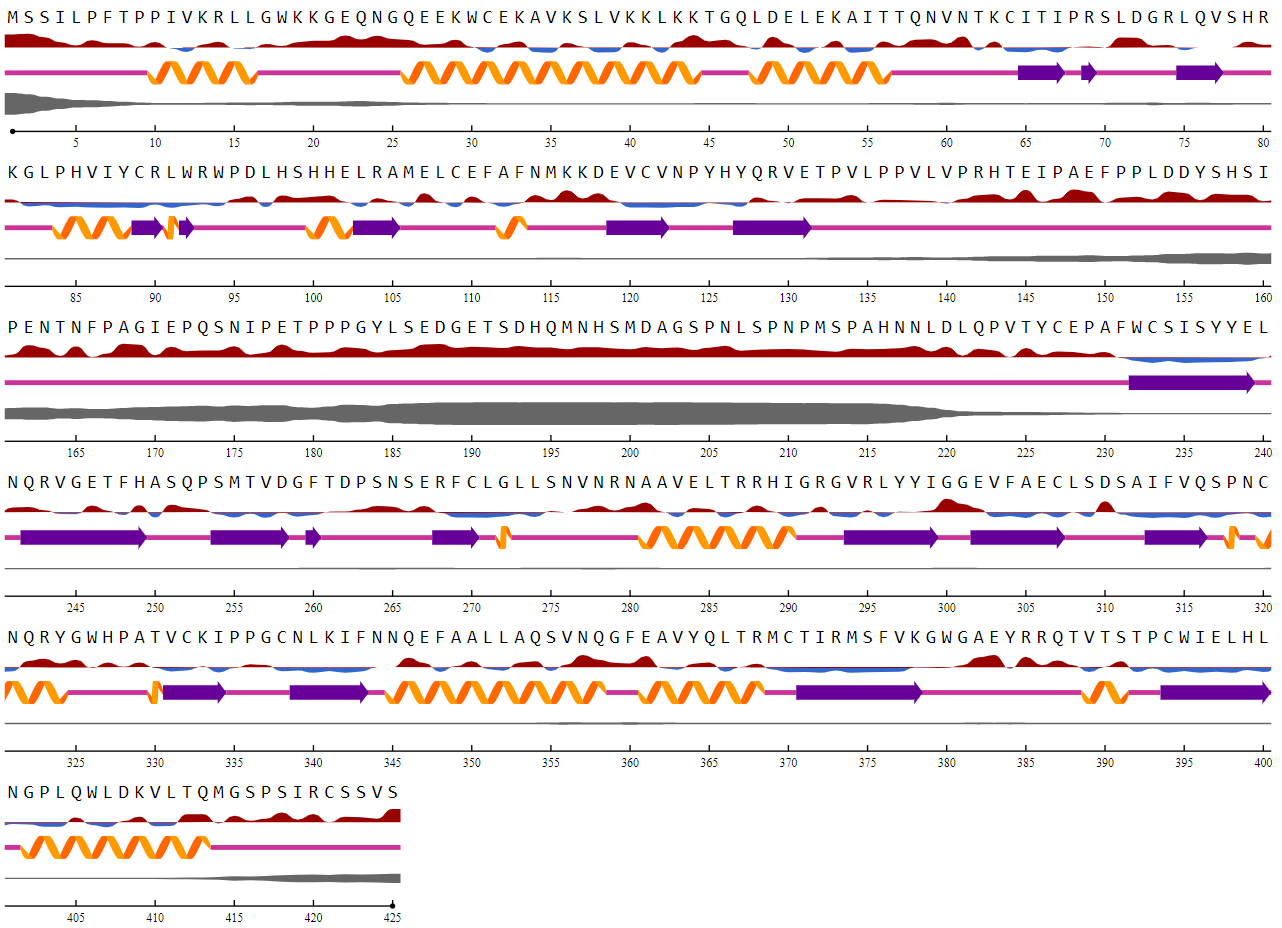 MSSILPFTPPIVKRLLGWKKGEQNGQEEKWCEKAVKSLVKKLKKTGQLDELEKAITTQNVNTKCITIPRSLDGRLQVSHR
5 10 15 20 25 30 35 40 45 50 55 60 65 70 75 80
KGLPHVIYCRLWRWPDLHSHHELRAMELCEFAFNMKKDEVCVNPYHYQRVETPVLPPVLVPRHTEIPAEFPPLDDYSHSI
85 90 95 100 105 110 115 120 125 130 135 140 145 150 155 160
PENTNFPAGIEPQSNIPETPPPGYLSEDGETSDHQMNHSMDAGSPNLSPNPMSPAHNNLDLQPVTYCEPAFWCSISYYEL
165 170 175 180 185 190 195 200 205 210 215 220 225 230 235 240
NQRVGETFHASQPSMTVDGFTDPSNSERFCLGLLSNVNRNAAVELTRRHIGRGVRLYYIGGEVFAECLSDSAIFVQSPNC
245 250 255 260 265 270 275 280 285 290 295 300 305 310 315 320
NQRYGWHPATVCKIPPGCNLKIFNNQEFAALLAQSVNQGFEAVYQLTRMCTIRMSFVKGWGAEYRRQTVTSTPCWIELHL
325 330 335 340 345 350 355 360 365 370 375 380 385 390 395 400
NGPLQWLDKVLTQMGSPSIRCSSVS
405 410 415 420 425